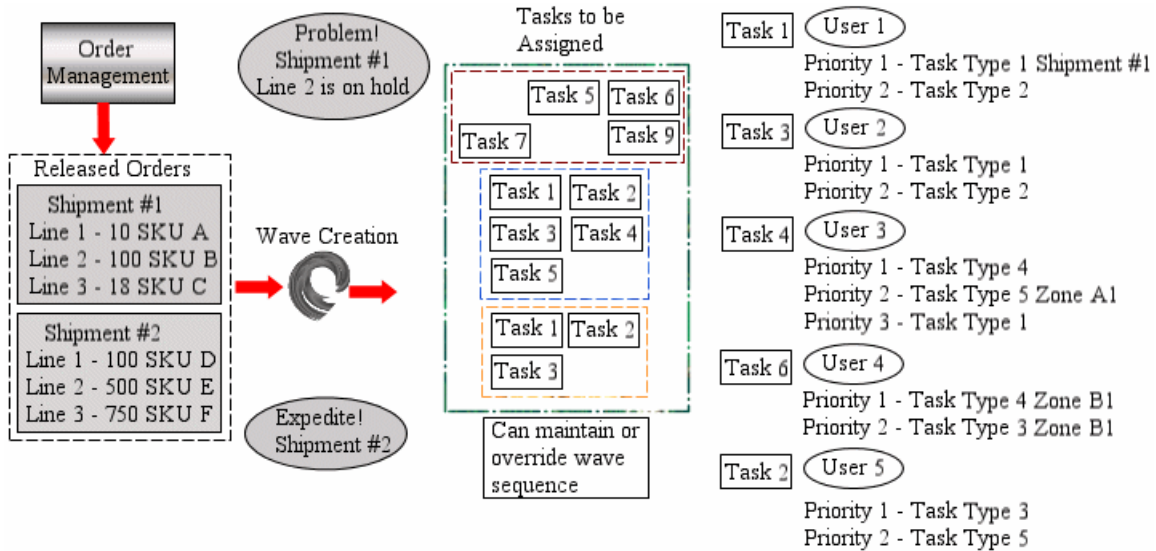 Order
Management
Released Orders
Shipment #1
Line 1 - 10 SKU A
Line 2 - 100 SKU B
Line 3 - 18 SKU C
Shipment #2
Line 1 - 100 SKU D
Line 2 - 500 SKU E
Line 3 - 750 SKU F
Problem!
Shipment #1
Line 2 is on hold
Wave Creation
Expedite!
Shipment #2
Tasks to be
Assigned
Task 5 Task 6
Task 7 Task 9
Task 1 Task 2
Task 3 Task 4
Task 5
Task 1 Task 2
Task 3
Can maintain or
override wave
sequence
Task 1 User 1
Priority 1 - Task Type 1 Shipment #1
Priority 2 - Task Type 2
Task 3 User 2
Priority 1 - Task Type 1
Priority 2 - Task Type 2
Task 4 User 3
Priority 1 - Task Type 4
Priority 2 - Task Type 5 Zone A1
Priority 3 - Task Type 1
Task 6 User 4
Priority 1 - Task Type 4 Zone B1
Priority 2 - Task Type 3 Zone B1
Task 2 User 5
Priority 1 - Task Type 3
Priority 2 - Task Type 5